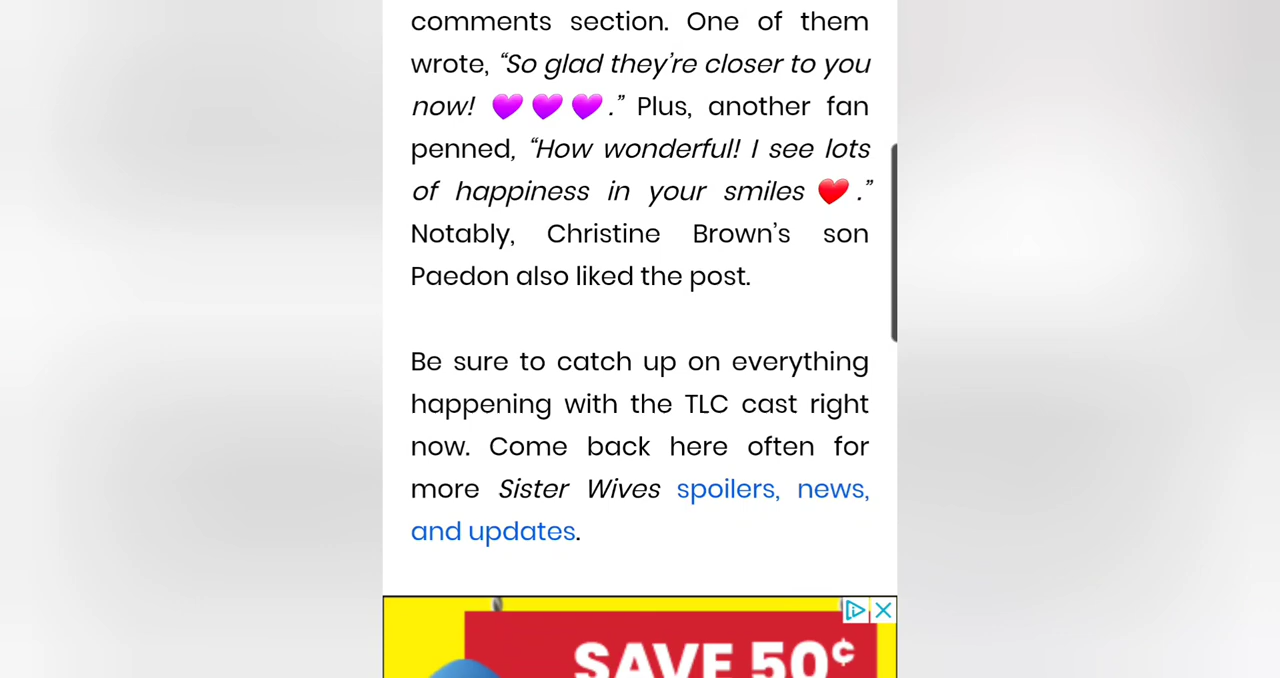 comments section. One of them
wrote, “So glad they’re closer to you
now! 💜💜💜.” Plus, another fan
penned, “How wonderful! I see lots
of happiness in your smiles ❤️.”
Notably, Christine Brown’s son
Paedon also liked the post.
Be sure to catch up on everything
happening with the TLC cast right
now. Come back here often for
more Sister Wives spoilers, news,
and updates.
SAVE 50¢